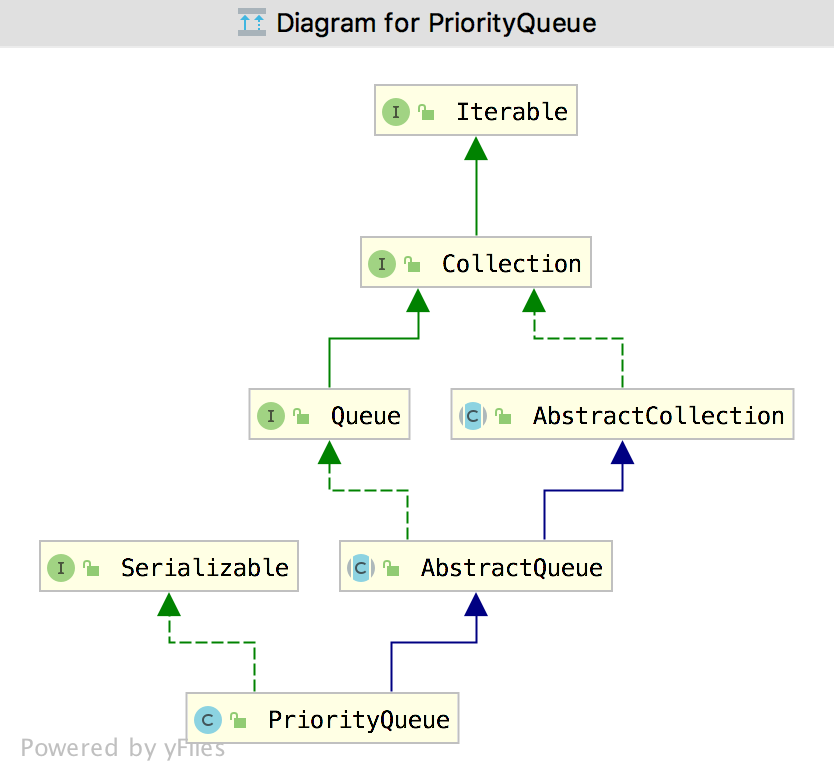 Diagram for PriorityQueue
I Iterable
I Collection
I Queue
C AbstractCollection
I Serializable
C AbstractQueue
C PriorityQueue
Powered by yFiles